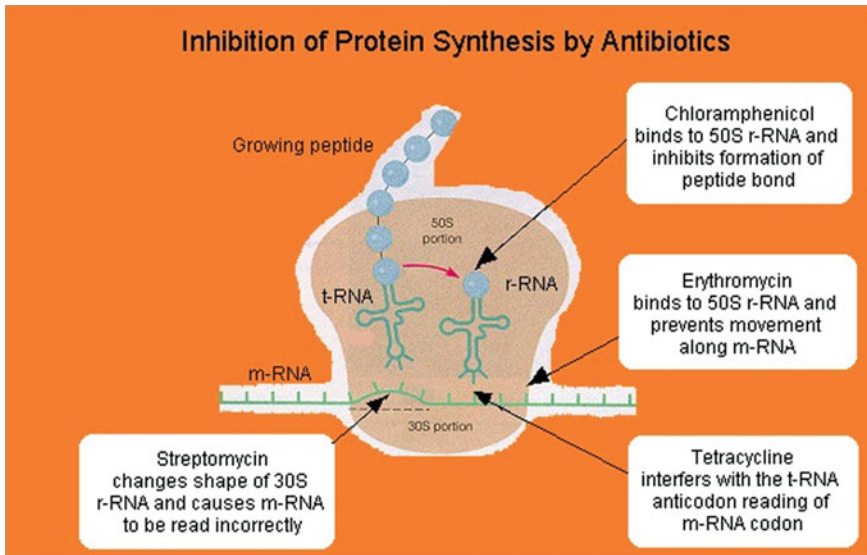 Inhibition of Protein Synthesis by Antibiotics
Chloramphenicol
binds to 50S r-RNA and
inhibits formation of
peptide bond
Growing peptide
50S
portion
t-RNA
r-RNA
Erythromycin
binds to 50S r-RNA and
prevents movement
along m-RNA
m-RNA
30S portion
Streptomycin
changes shape of 30S
r-RNA and causes m-RNA
to be read incorrectly
Tetracycline
interfers with the t-RNA
anticodon reading of
m-RNA codon